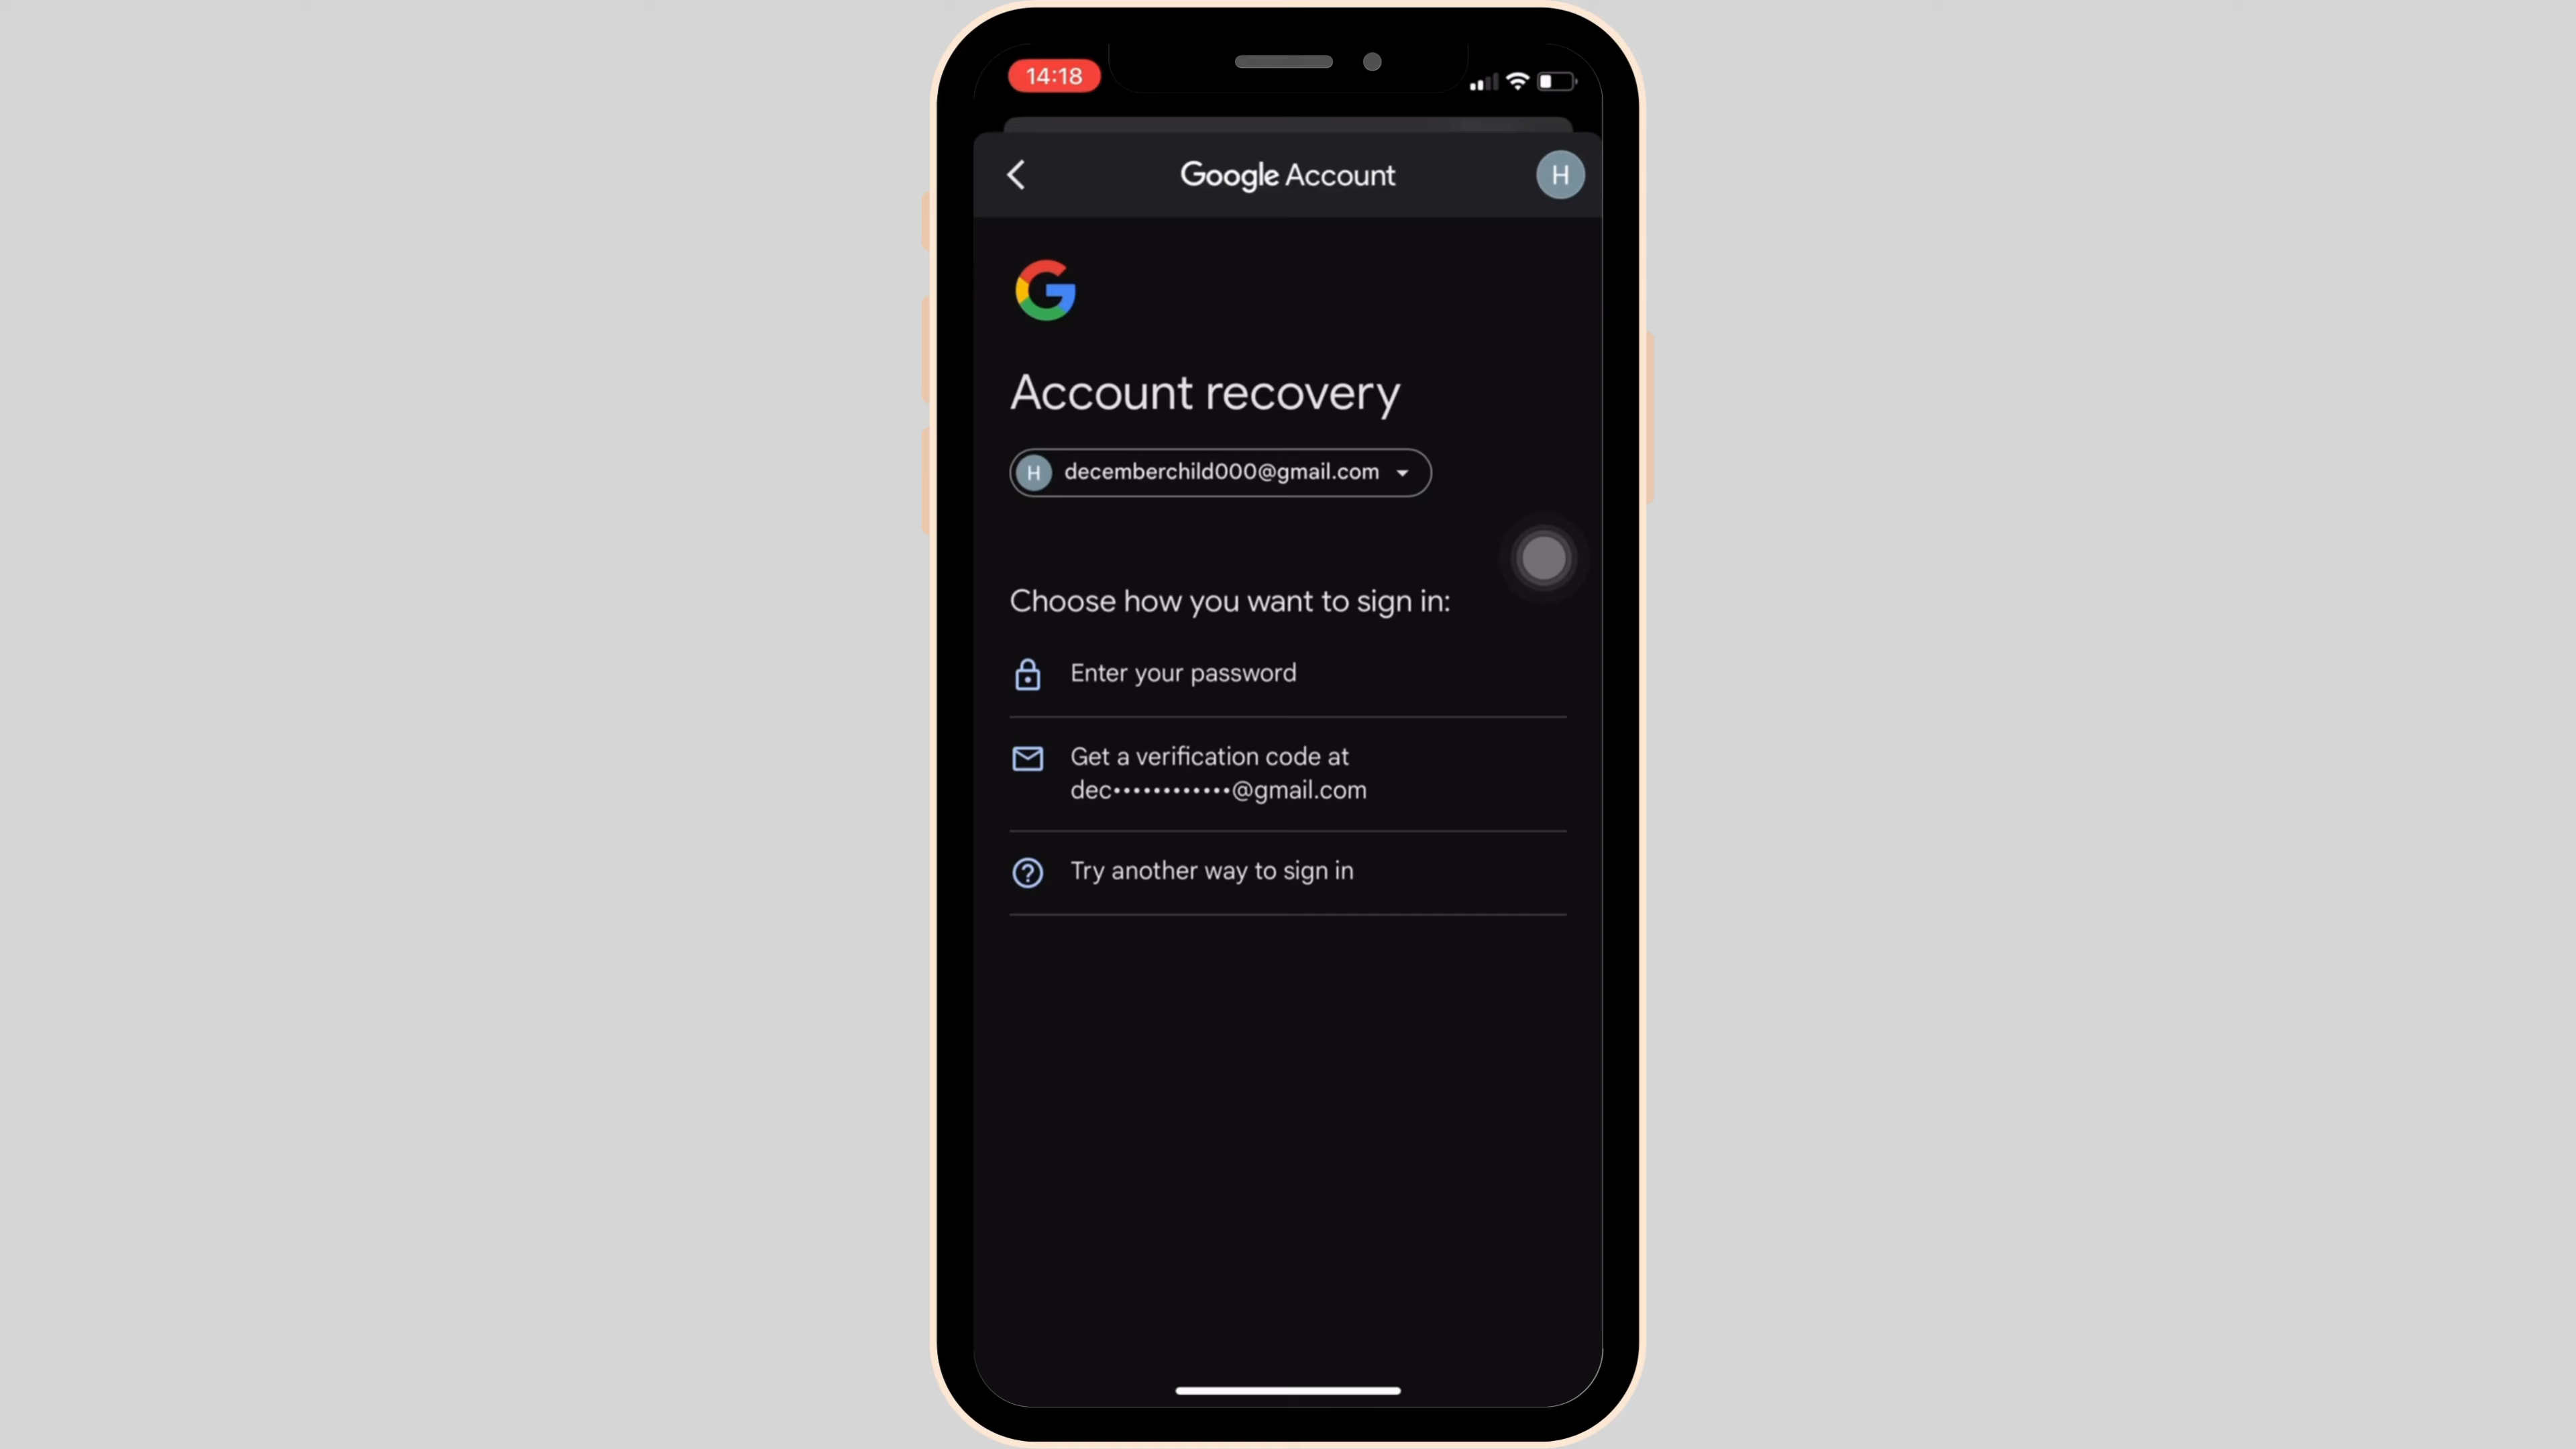 14:18
Google Account
H
G
Account recovery
H decemberchild000@gmail.com
Choose how you want to sign in:
Enter your password
Get a verification code at
dec••••••••••••@gmail.com
Try another way to sign in